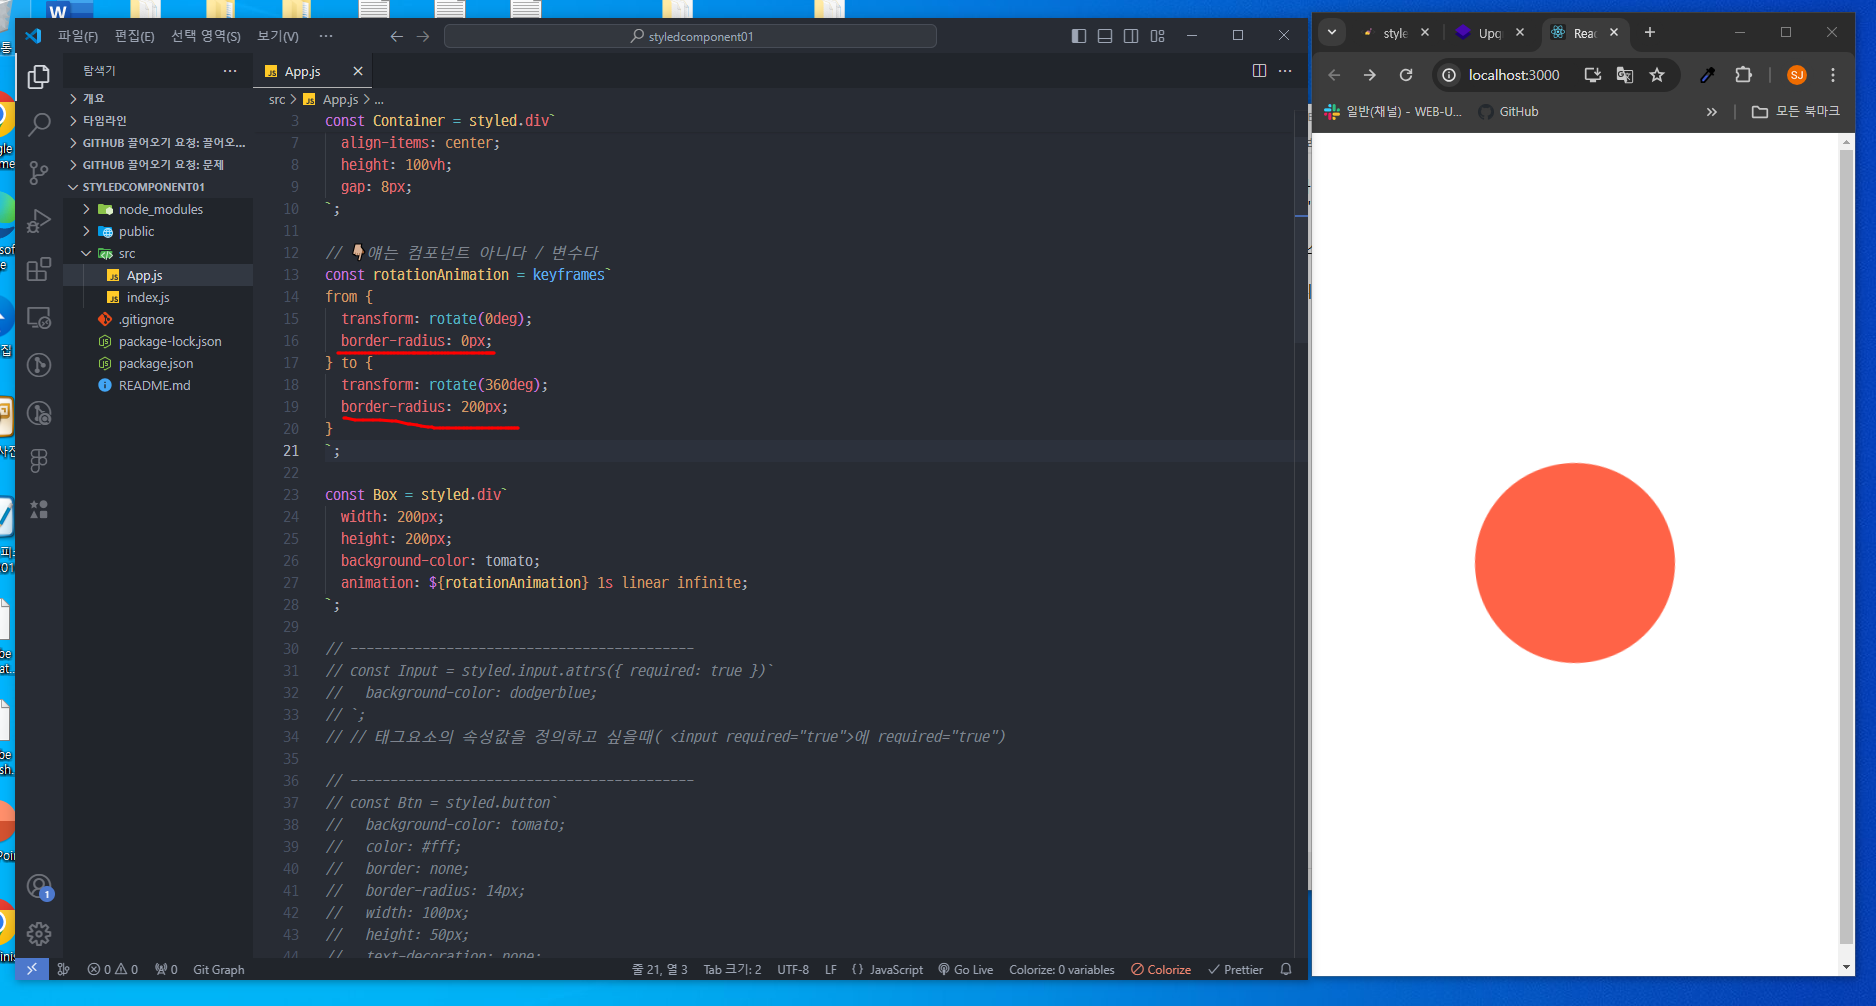 파일(F) 편집(E) 선택 영역(S) 보기(V) ··· styledcomponent01
탐색기 ···
개요
타임라인
GITHUB 끌어오기 요청: 끌어오...
GITHUB 끌어오기 요청: 문제
STYLEDCOMPONENT01
node_modules
public
src
App.js
index.js
.gitignore
package-lock.json
package.json
README.md
App.js
src > App.js > ...
3 const Container = styled.div`
7 align-items: center;
8 height: 100vh;
9 gap: 8px;
10 `;
11
12 // 👇🏼얘는 컴포넌트 아니다 / 변수다
13 const rotationAnimation = keyframes`
14 from {
15 transform: rotate(0deg);
16 border-radius: 0px;
17 } to {
18 transform: rotate(360deg);
19 border-radius: 200px;
20 }
21 `;
22
23 const Box = styled.div`
24 width: 200px;
25 height: 200px;
26 background-color: tomato;
27 animation: ${rotationAnimation} 1s linear infinite;
28 `;
29
30 // -------------------------------------------
31 // const Input = styled.input.attrs({ required: true })`
32 //   background-color: dodgerblue;
33 // `;
34 // // 태그요소의 속성값을 정의하고 싶을때( <input required="true">에 required="true")
35
36 // -------------------------------------------
37 // const Btn = styled.button`
38 //   background-color: tomato;
39 //   color: #fff;
40 //   border: none;
41 //   border-radius: 14px;
42 //   width: 100px;
43 //   height: 50px;
44 //   text-decoration: none;
1
0 0 0 Git Graph 줄 21, 열 3 Tab 크기: 2 UTF-8 LF {} JavaScript Go Live Colorize: 0 variables Colorize Prettier
style Upq Reac
localhost:3000 SJ
일반(채널) - WEB-U... GitHub » 모든 북마크
W